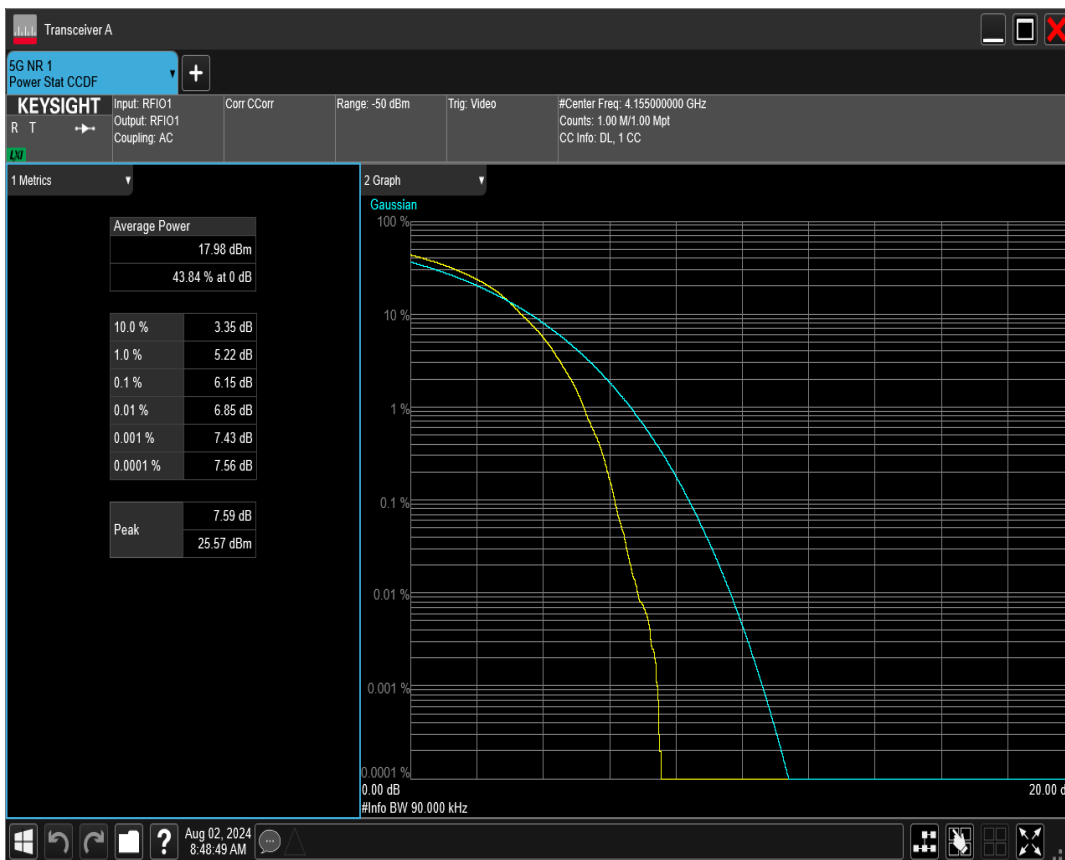 Transceiver A
5G NR 1
Power Stat CCDF
KEYSIGHT
R T
LXI
Input: RFIO1
Output: RFIO1
Coupling: AC
Corr CCorr
Range: -50 dBm
Trig: Video
#Center Freq: 4.155000000 GHz
Counts: 1.00 M/1.00 Mpt
CC Info: DL, 1 CC
1 Metrics
Average Power
17.98 dBm
43.84 % at 0 dB
10.0 % 3.35 dB
1.0 % 5.22 dB
0.1 % 6.15 dB
0.01 % 6.85 dB
0.001 % 7.43 dB
0.0001 % 7.56 dB
Peak
7.59 dB
25.57 dBm
2 Graph
Gaussian
100 %
10 %
1 %
0.1 %
0.01 %
0.001 %
0.0001 %
0.00 dB 20.00 d
#Info BW 90.000 kHz
?
Aug 02, 2024
8:48:49 AM